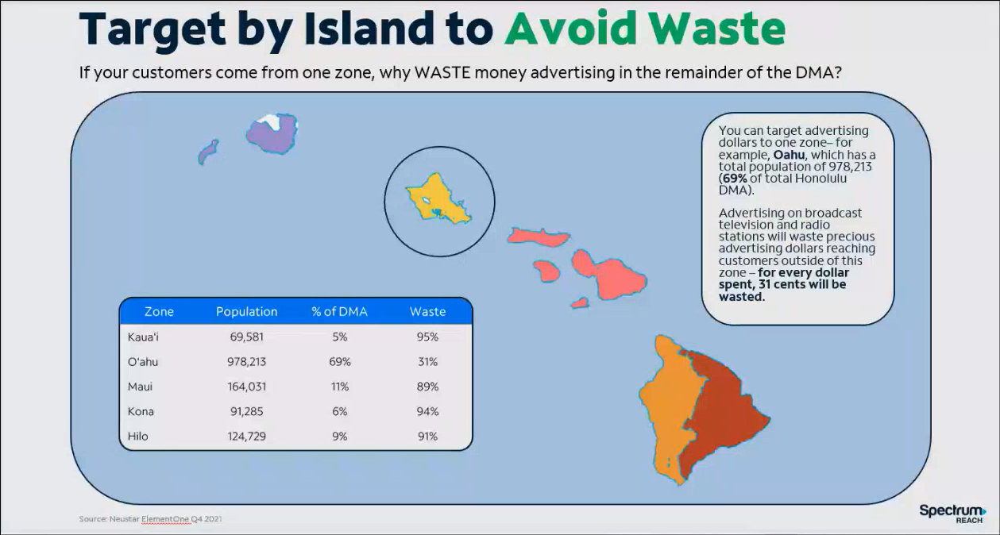 Target by Island to Avoid Waste
If your customers come from one zone, why WASTE money advertising in the remainder of the DMA?
You can target advertising
dollars to one zone– for
example, Oahu, which has a
total population of 978,213
(69% of total Honolulu
DMA).
Advertising on broadcast
television and radio
stations will waste precious
advertising dollars reaching
customers outside of this
zone – for every dollar
spent, 31 cents will be
wasted.
Zone Population % of DMA Waste
Kaua'i 69,581 5% 95%
O'ahu 978,213 69% 31%
Maui 164,031 11% 89%
Kona 91,285 6% 94%
Hilo 124,729 9% 91%
Source: Neustar ElementOne Q4 2021
Spectrum
REACH